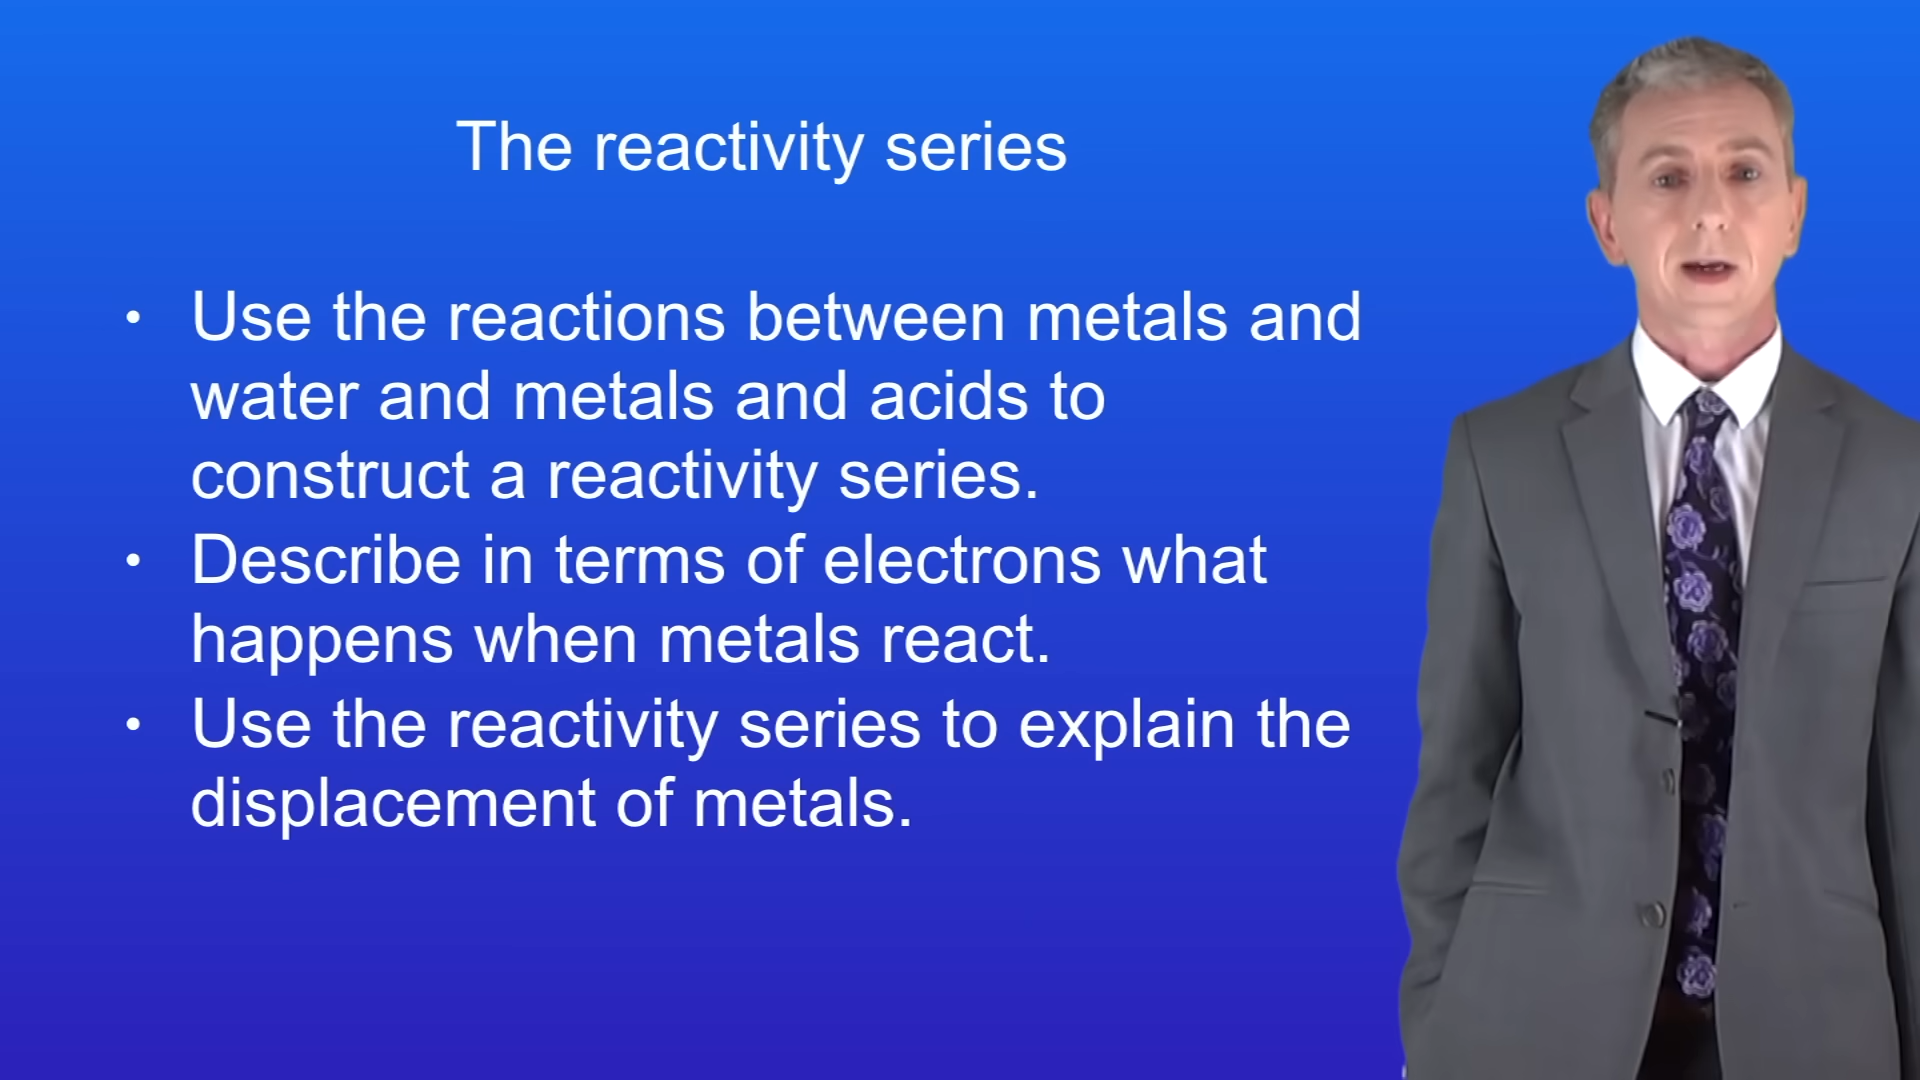 The reactivity series
• Use the reactions between metals and
water and metals and acids to
construct a reactivity series.
• Describe in terms of electrons what
happens when metals react.
• Use the reactivity series to explain the
displacement of metals.